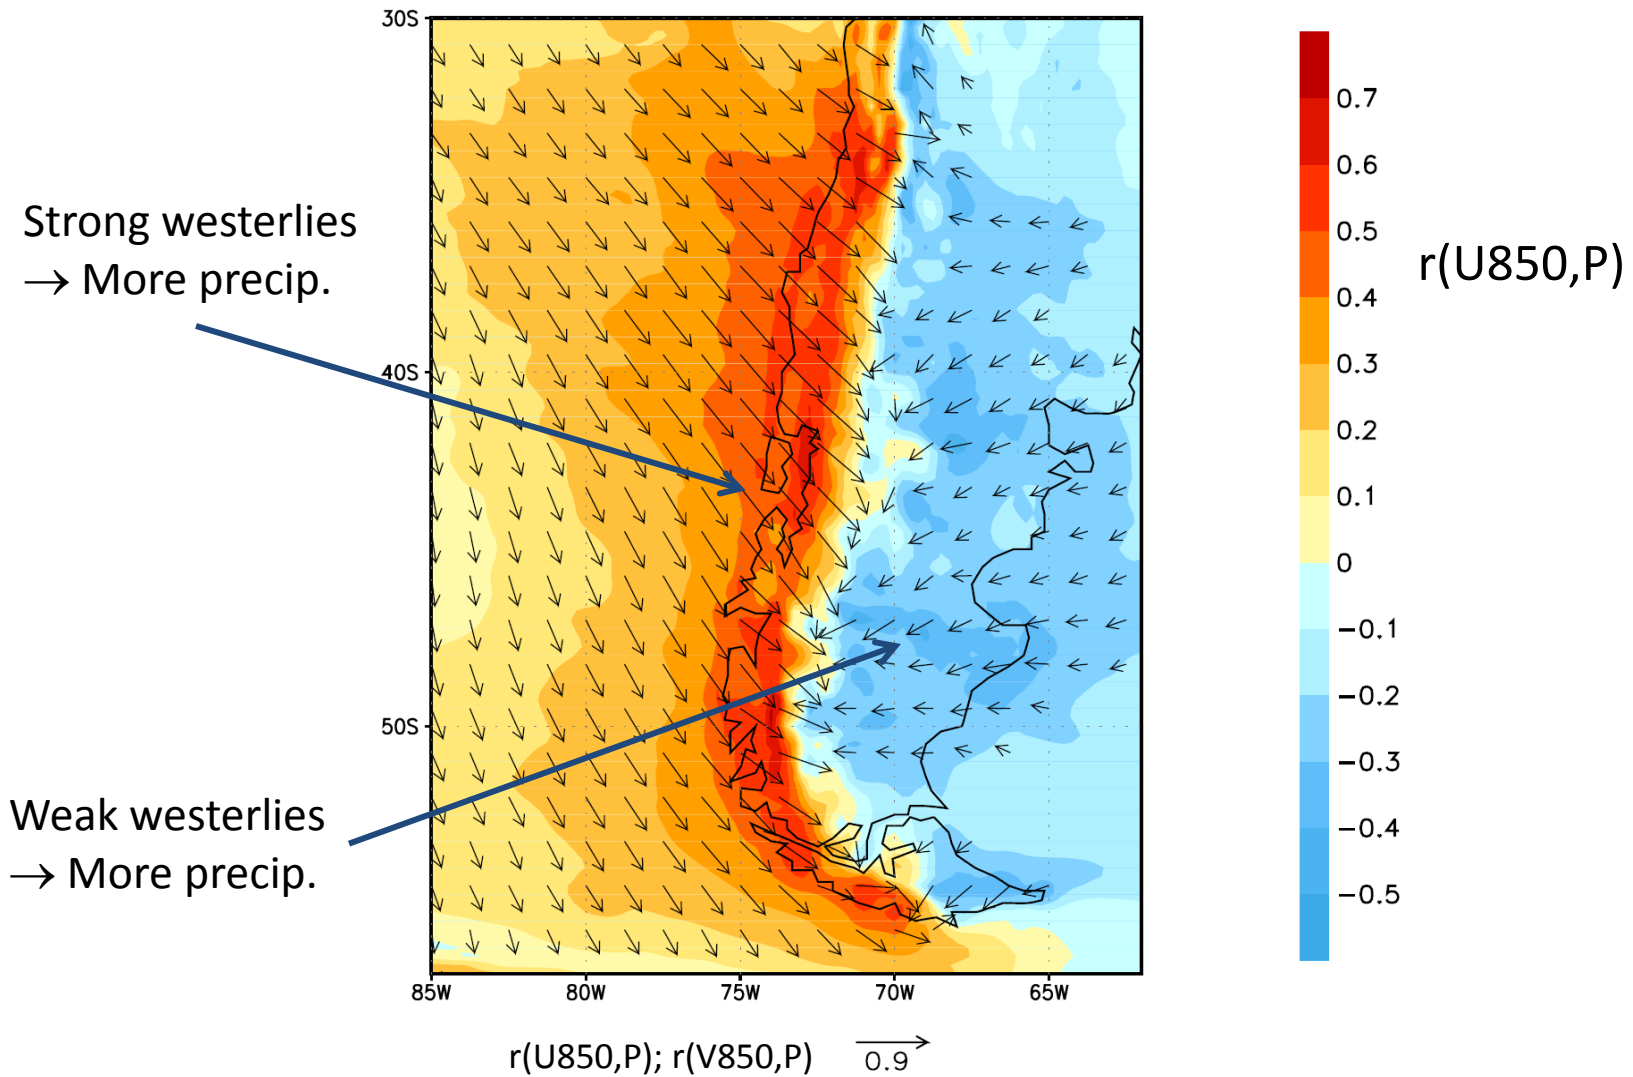 30S
40S
50S
85W
80W
75W
70W
65W
Strong westerlies
→ More precip.
Weak westerlies
→ More precip.
0.7
0.6
0.5
0.4
0.3
0.2
0.1
0
−0.1
−0.2
−0.3
−0.4
−0.5
r(U850,P)
r(U850,P); r(V850,P)
0.9